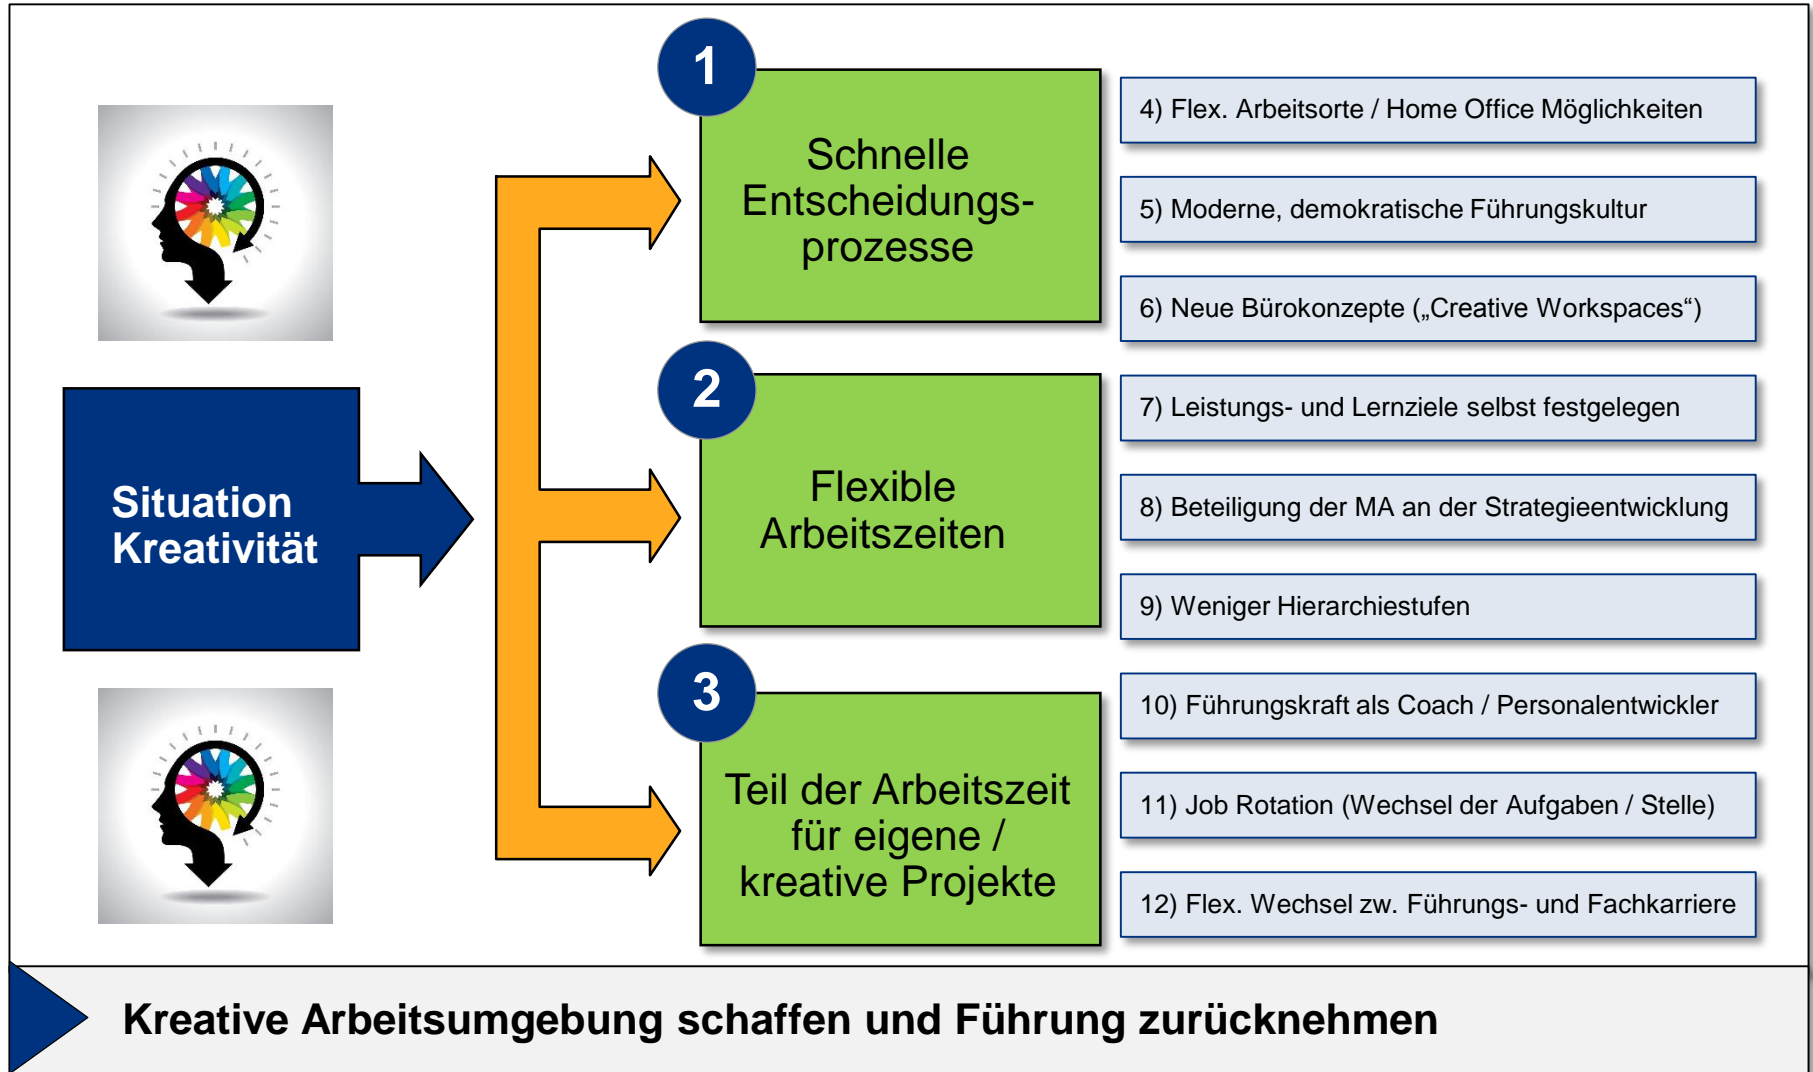 Situation
Kreativität
1
Schnelle
Entscheidungs-
prozesse
2
Flexible
Arbeitszeiten
3
Teil der Arbeitszeit
für eigene /
kreative Projekte
4) Flex. Arbeitsorte / Home Office Möglichkeiten
5) Moderne, demokratische Führungskultur
6) Neue Bürokonzepte („Creative Workspaces“)
7) Leistungs- und Lernziele selbst festgelegen
8) Beteiligung der MA an der Strategieentwicklung
9) Weniger Hierarchiestufen
10) Führungskraft als Coach / Personalentwickler
11) Job Rotation (Wechsel der Aufgaben / Stelle)
12) Flex. Wechsel zw. Führungs- und Fachkarriere
Kreative Arbeitsumgebung schaffen und Führung zurücknehmen